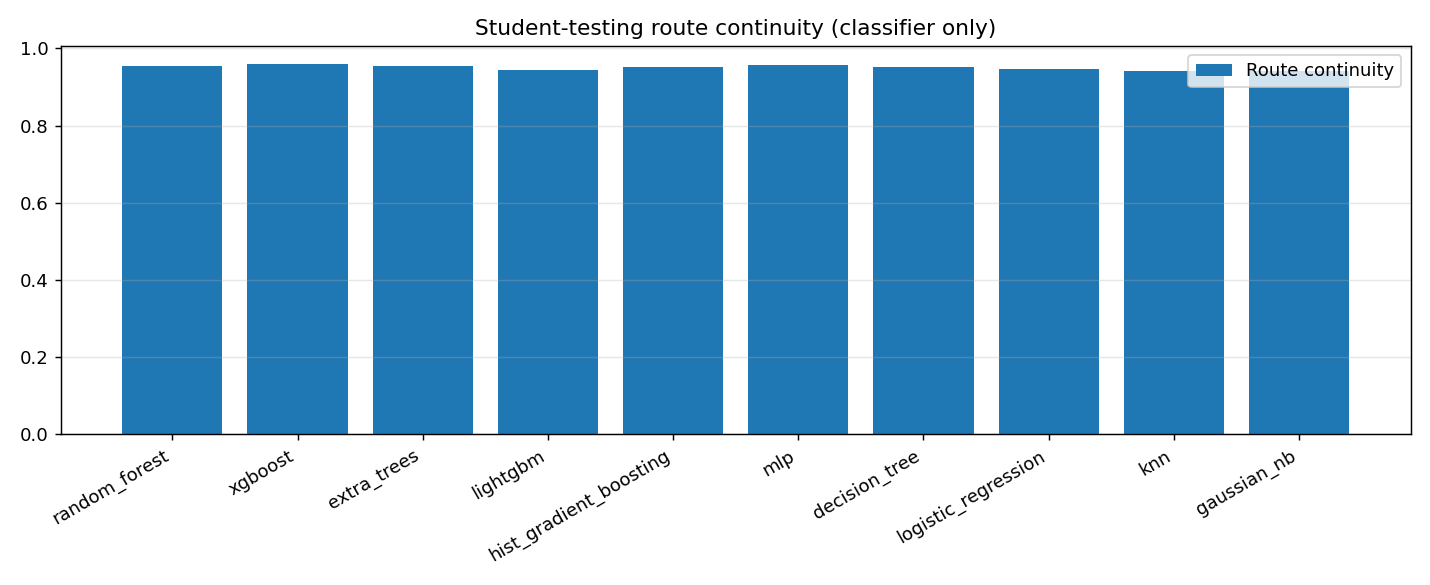 Student-testing route continuity (classifier only)
Route continuity
1.0
0.8
0.6
0.4
0.2
0.0
random_forest
xgboost
extra_trees
lightgbm
hist_gradient_boosting
mlp
decision_tree
logistic_regression
knn
gaussian_nb